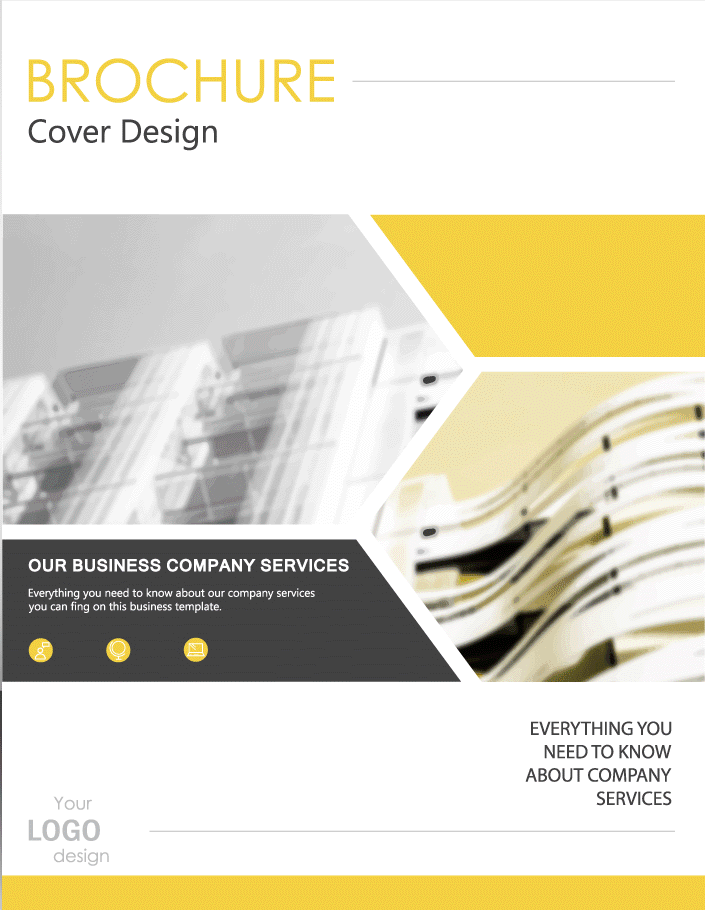 BROCHURE
Cover Design
OUR BUSINESS COMPANY SERVICES
Everything you need to know about our company services
you can fing on this business template.
EVERYTHING YOU
NEED TO KNOW
ABOUT COMPANY
SERVICES
Your
LOGO
design